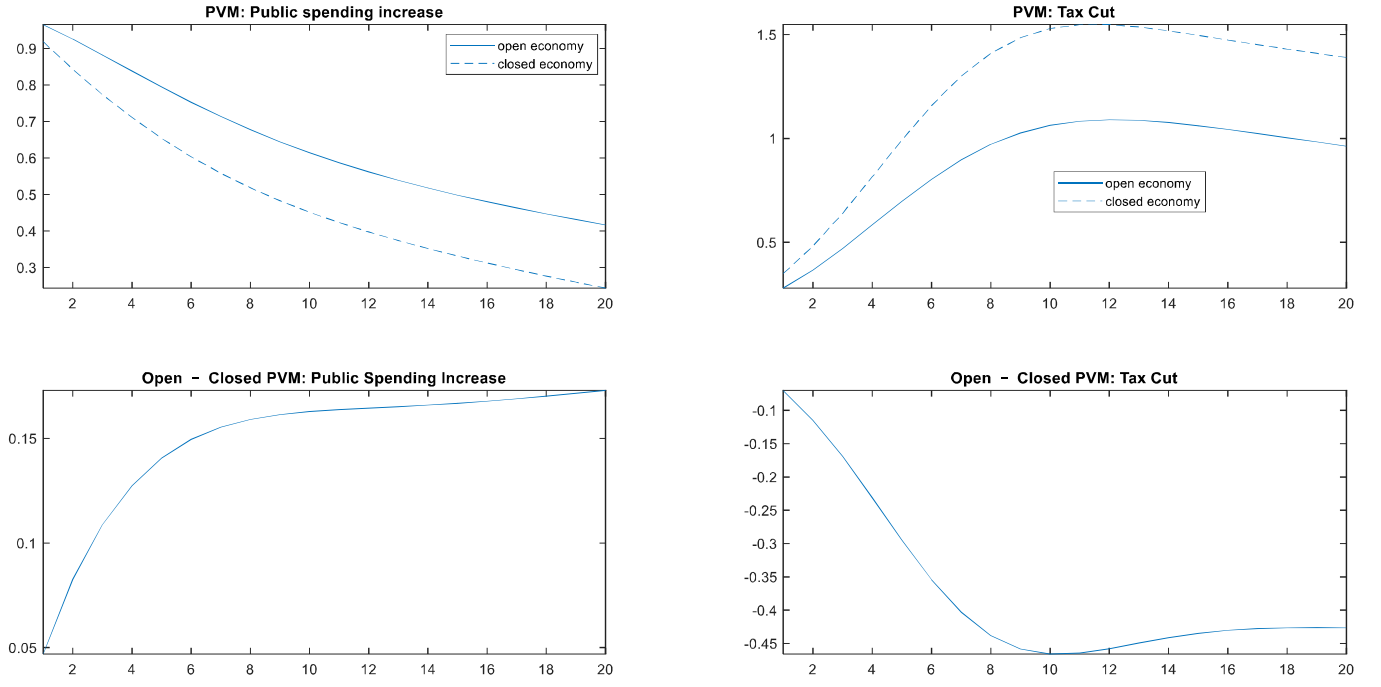 PVM: Public spending increase
0.9
0.8
0.7
0.6
0.5
0.4
0.3
open economy
closed economy
2 4 6 8 10 12 14 16 18 20
PVM: Tax Cut
1.5
1
0.5
open economy
closed economy
2 4 6 8 10 12 14 16 18 20
Open − Closed PVM: Public Spending Increase
0.15
0.1
0.05
2 4 6 8 10 12 14 16 18 20
Open − Closed PVM: Tax Cut
-0.1
-0.15
-0.2
-0.25
-0.3
-0.35
-0.4
-0.45
2 4 6 8 10 12 14 16 18 20